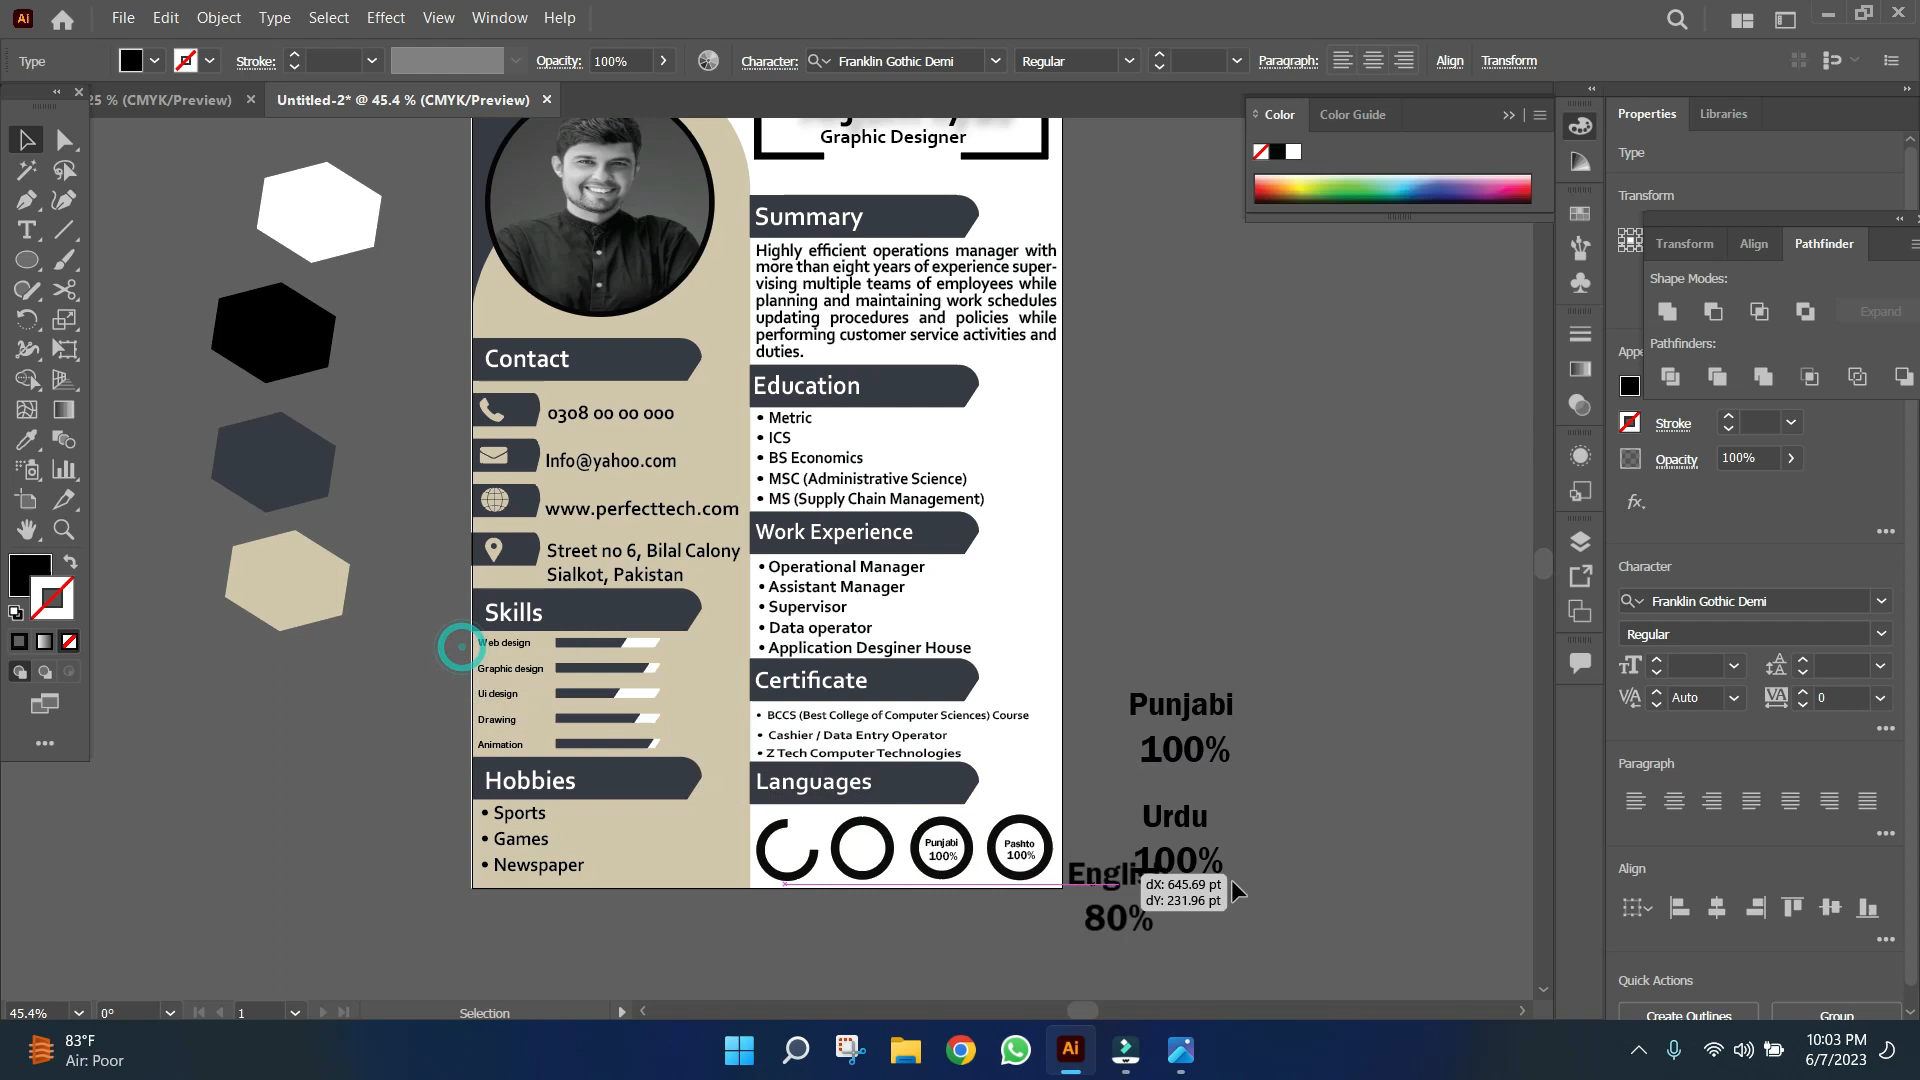 File Edit Object Type Select Effect View Window Help
Type Stroke: Opacity: 100% Character: Franklin Gothic Demi Regular Paragraph: Align Transform
25 % (CMYK/Preview) Untitled-2* @ 45.4 % (CMYK/Preview)
Color Color Guide
Properties Libraries
Type
Transform
Transform Align Pathfinder
Shape Modes:
Expand
Pathfinders:
Stroke
Opacity 100%
fx.
Character
Franklin Gothic Demi
Regular
Auto 0
Paragraph
Align
Quick Actions
Create Outlines Group
Graphic Designer
Contact
0308 00 00 000
Info@yahoo.com
www.perfecttech.com
Street no 6, Bilal Calony
Sialkot, Pakistan
Skills
Web design
Graphic design
Ui design
Drawing
Animation
Hobbies
• Sports
• Games
• Newspaper
Summary
Highly efficient operations manager with
more than eight years of experience super-
vising multiple teams of employees while
planning and maintaining work schedules
updating procedures and policies while
performing customer service activities and
duties.
Education
• Metric
• ICS
• BS Economics
• MSC (Administrative Science)
• MS (Supply Chain Management)
Work Experience
• Operational Manager
• Assistant Manager
• Supervisor
• Data operator
• Application Desginer House
Certificate
• BCCS (Best College of Computer Sciences) Course
• Cashier / Data Entry Operator
• Z Tech Computer Technologies
Languages
Punjabi
100%
Pashto
100%
Punjabi
100%
Urdu
100%
80%
dX: 645.69 pt
dY: 231.96 pt
45.4% 0° 1 Selection
83°F
Air: Poor
10:03 PM
6/7/2023